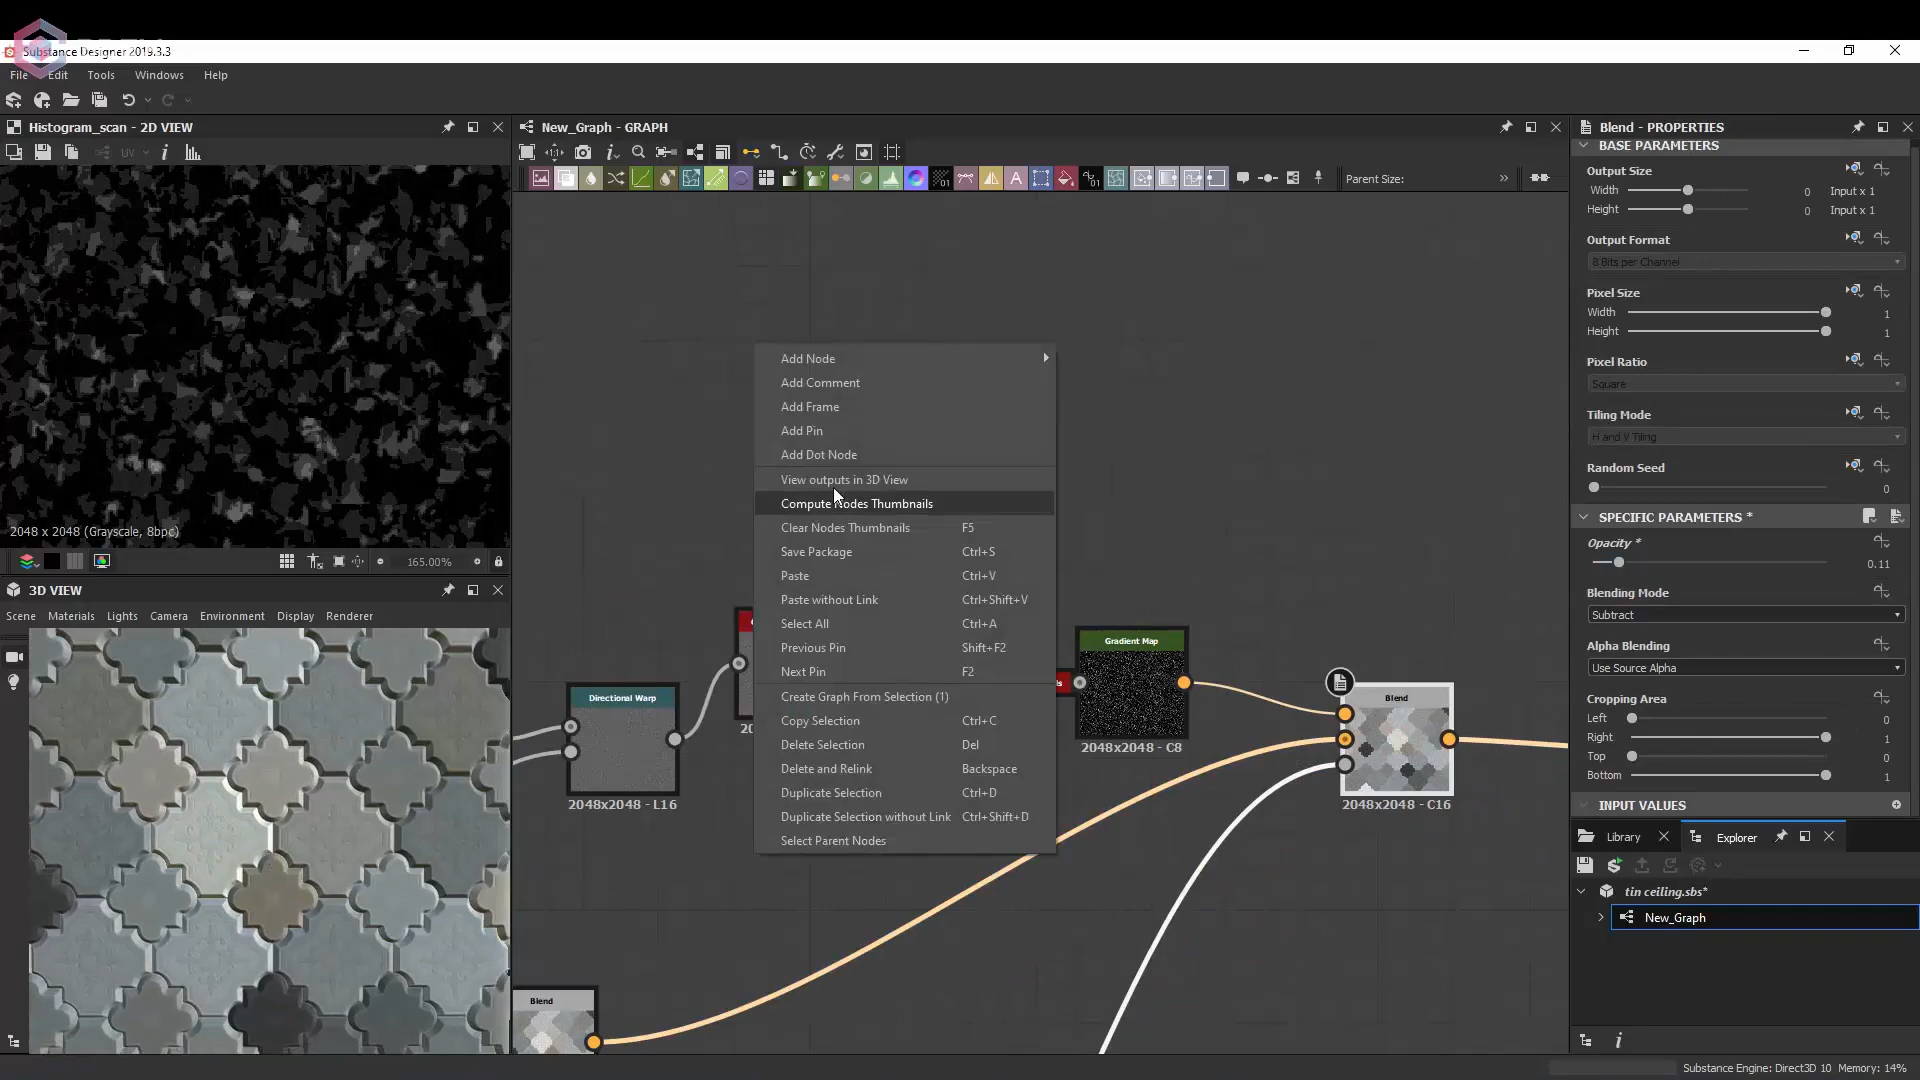 Substance Designer 2019.3.3
File Edit Tools Windows Help
Histogram_scan - 2D VIEW
UV
2048 x 2048 (Grayscale, 8bpc)
165.00%
3D VIEW
Scene Materials Lights Camera Environment Display Renderer
New_Graph - GRAPH
Parent Size:
Add Node
Add Comment
Add Frame
Add Pin
Add Dot Node
View outputs in 3D View
Compute Nodes Thumbnails
Clear Nodes Thumbnails F5
Save Package Ctrl+S
Paste Ctrl+V
Paste without Link Ctrl+Shift+V
Select All Ctrl+A
Previous Pin Shift+F2
Next Pin F2
Create Graph From Selection (1)
Copy Selection Ctrl+C
Delete Selection Del
Delete and Relink Backspace
Duplicate Selection Ctrl+D
Duplicate Selection without Link Ctrl+Shift+D
Select Parent Nodes
Directional Warp
2048x2048 - L16
20
ls
Gradient Map
2048x2048 - C8
Blend
2048x2048 - C16
Blend
Blend - PROPERTIES
BASE PARAMETERS
Output Size
Width 0 Input x 1
Height 0 Input x 1
Output Format
8 Bits per Channel
Pixel Size
Width 1
Height 1
Pixel Ratio
Square
Tiling Mode
H and V Tiling
Random Seed
0
SPECIFIC PARAMETERS *
Opacity *
0.11
Blending Mode
Subtract
Alpha Blending
Use Source Alpha
Cropping Area
Left 0
Right 1
Top 0
Bottom 1
INPUT VALUES
Library Explorer
tin ceiling.sbs*
New_Graph
Substance Engine: Direct3D 10 Memory: 14%